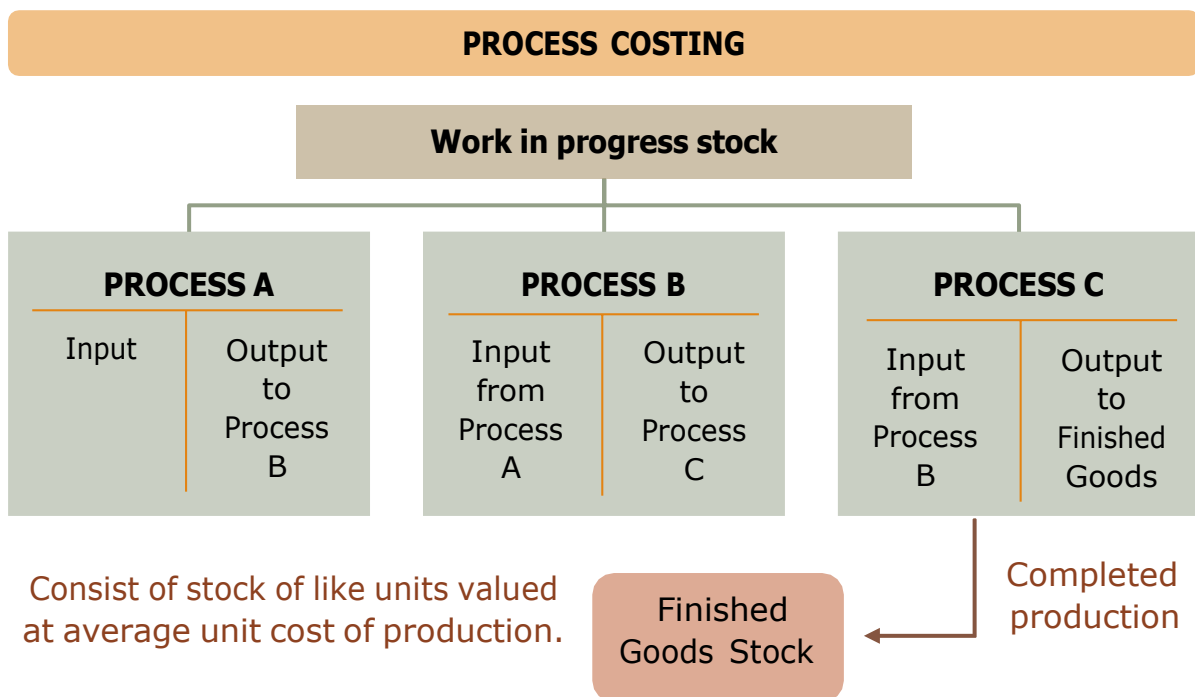 PROCESS COSTING
Work in progress stock
PROCESS A
Input
Output
to
Process
B
PROCESS B
Input
from
Process
A
Output
to
Process
C
PROCESS C
Input
from
Process
B
Output
to
Finished
Goods
Consist of stock of like units valued
at average unit cost of production.
Finished
Goods Stock
Completed
production